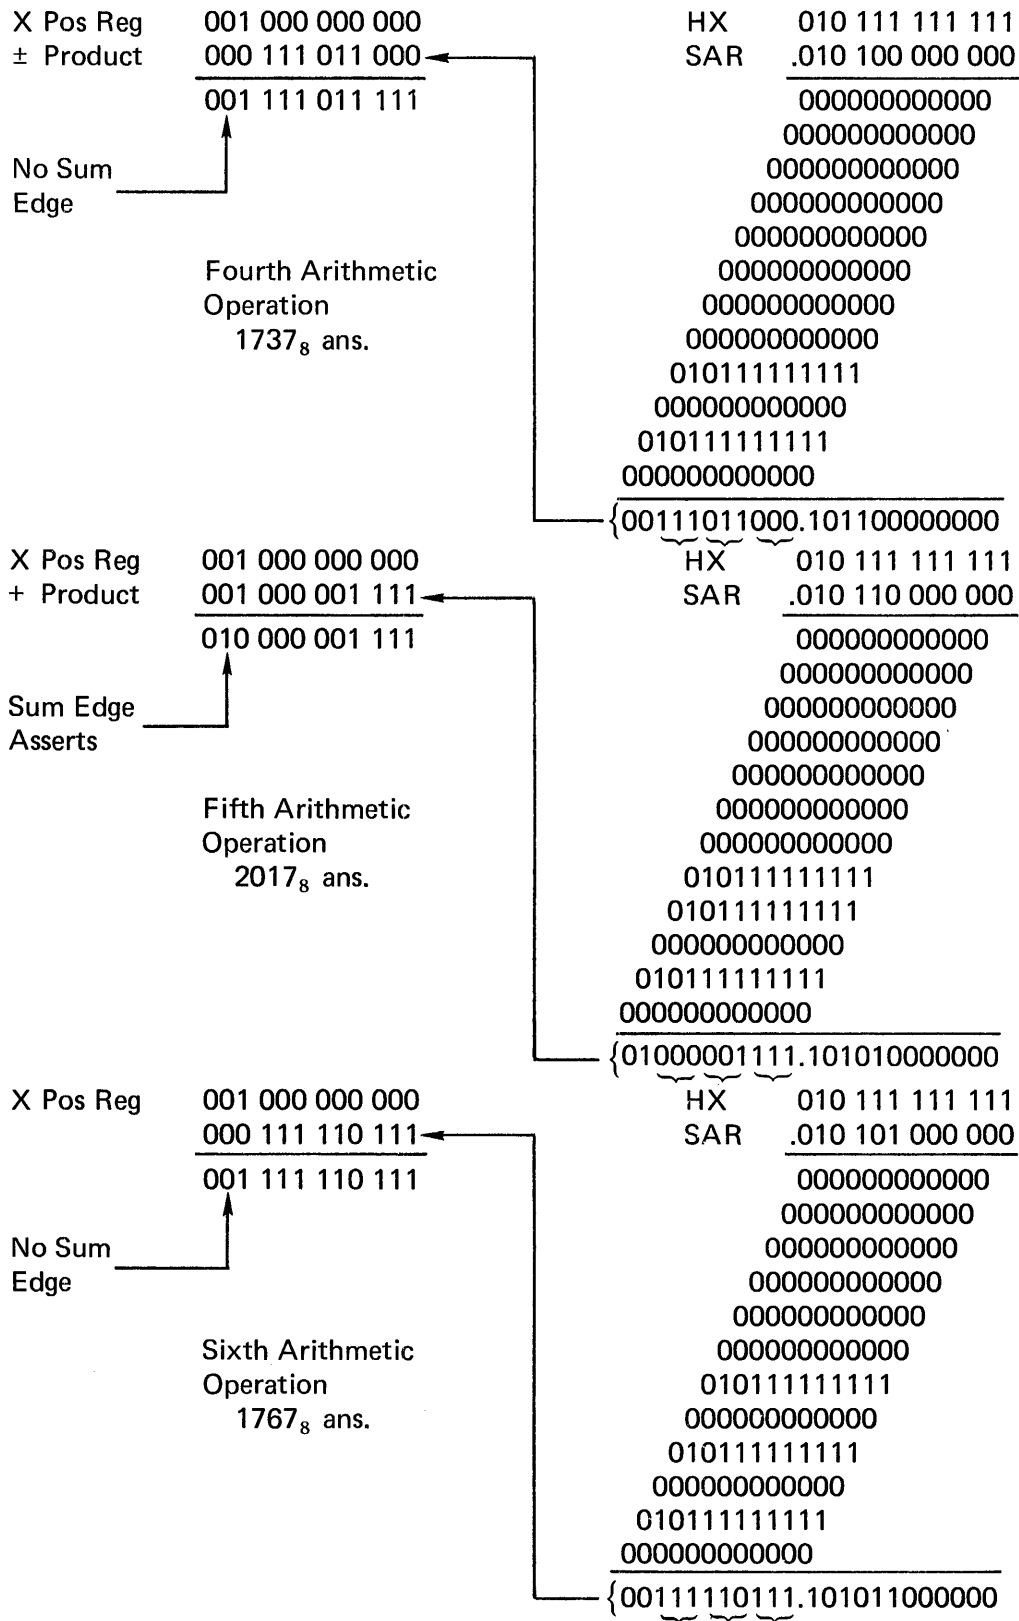 X Pos Reg 001 000 000 000
± Product 000 111 011 000
001 111 011 111
No Sum
Edge
Fourth Arithmetic
Operation
1737₈ ans.
HX 010 111 111 111
SAR .010 100 000 000
000000000000
000000000000
000000000000
000000000000
000000000000
000000000000
000000000000
000000000000
010111111111
000000000000
010111111111
000000000000
{00111011000.101100000000
X Pos Reg 001 000 000 000
+ Product 001 000 001 111
010 000 001 111
Sum Edge
Asserts
Fifth Arithmetic
Operation
2017₈ ans.
HX 010 111 111 111
SAR .010 110 000 000
000000000000
000000000000
000000000000
000000000000
000000000000
000000000000
000000000000
010111111111
010111111111
000000000000
010111111111
000000000000
{01000001111.101010000000
X Pos Reg 001 000 000 000
000 111 110 111
001 111 110 111
No Sum
Edge
Sixth Arithmetic
Operation
1767₈ ans.
HX 010 111 111 111
SAR .010 101 000 000
000000000000
000000000000
000000000000
000000000000
000000000000
000000000000
010111111111
000000000000
010111111111
000000000000
010111111111
000000000000
{00111110111.101011000000